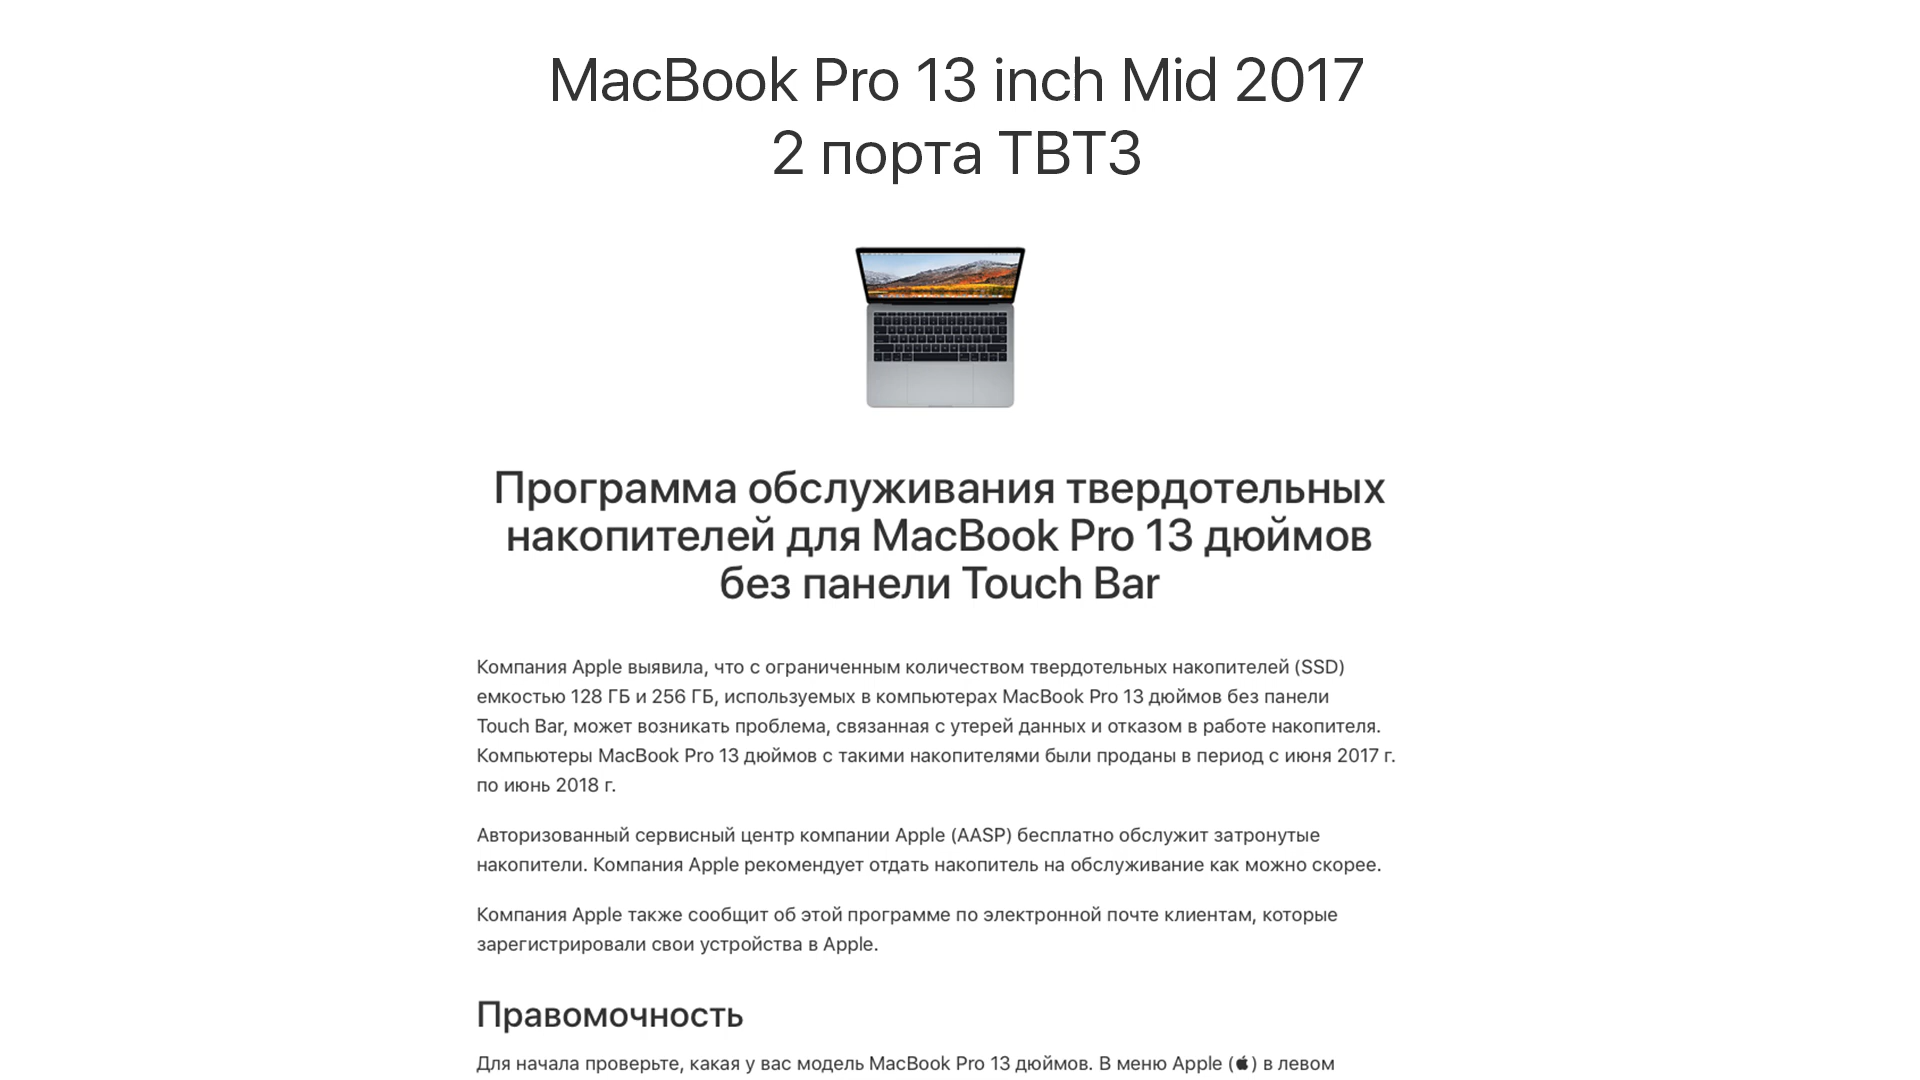 MacBook Pro 13 inch Mid 2017
2 порта ТВТ3
Программа обслуживания твердотельных
накопителей для MacBook Pro 13 дюймов
без панели Touch Bar
Компания Apple выявила, что с ограниченным количеством твердотельных накопителей (SSD)
емкостью 128 ГБ и 256 ГБ, используемых в компьютерах MacBook Pro 13 дюймов без панели
Touch Bar, может возникать проблема, связанная с утерей данных и отказом в работе накопителя.
Компьютеры MacBook Pro 13 дюймов с такими накопителями были проданы в период с июня 2017 г.
по июнь 2018 г.
Авторизованный сервисный центр компании Apple (AASP) бесплатно обслужит затронутые
накопители. Компания Apple рекомендует отдать накопитель на обслуживание как можно скорее.
Компания Apple также сообщит об этой программе по электронной почте клиентам, которые
зарегистрировали свои устройства в Apple.
Правомочность
Для начала проверьте, какая у вас модель MacBook Pro 13 дюймов. В меню Apple () в левом